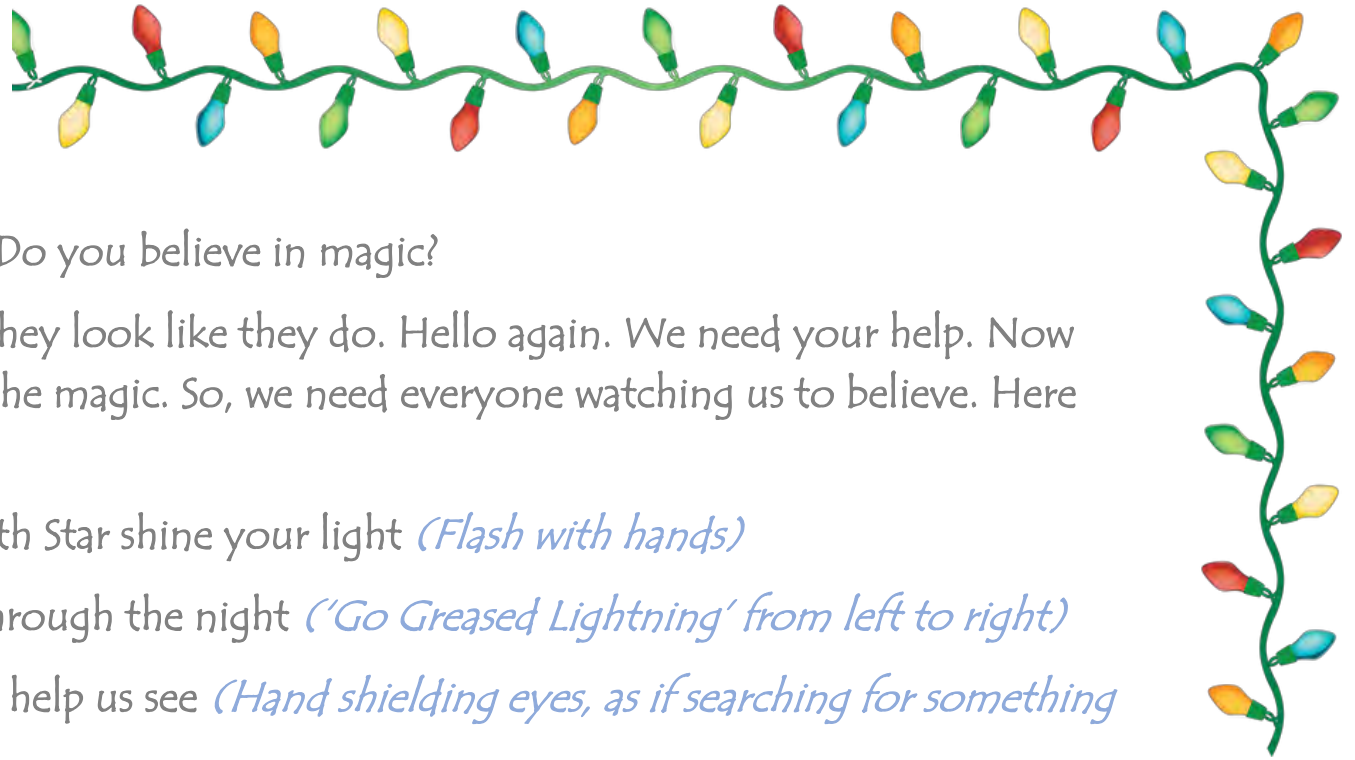 Do you believe in magic?
hey look like they do. Hello again. We need your help. Now
he magic. So, we need everyone watching us to believe. Here
th Star shine your light (Flash with hands)
hrough the night ('Go Greased Lightning' from left to right)
help us see (Hand shielding eyes, as if searching for something